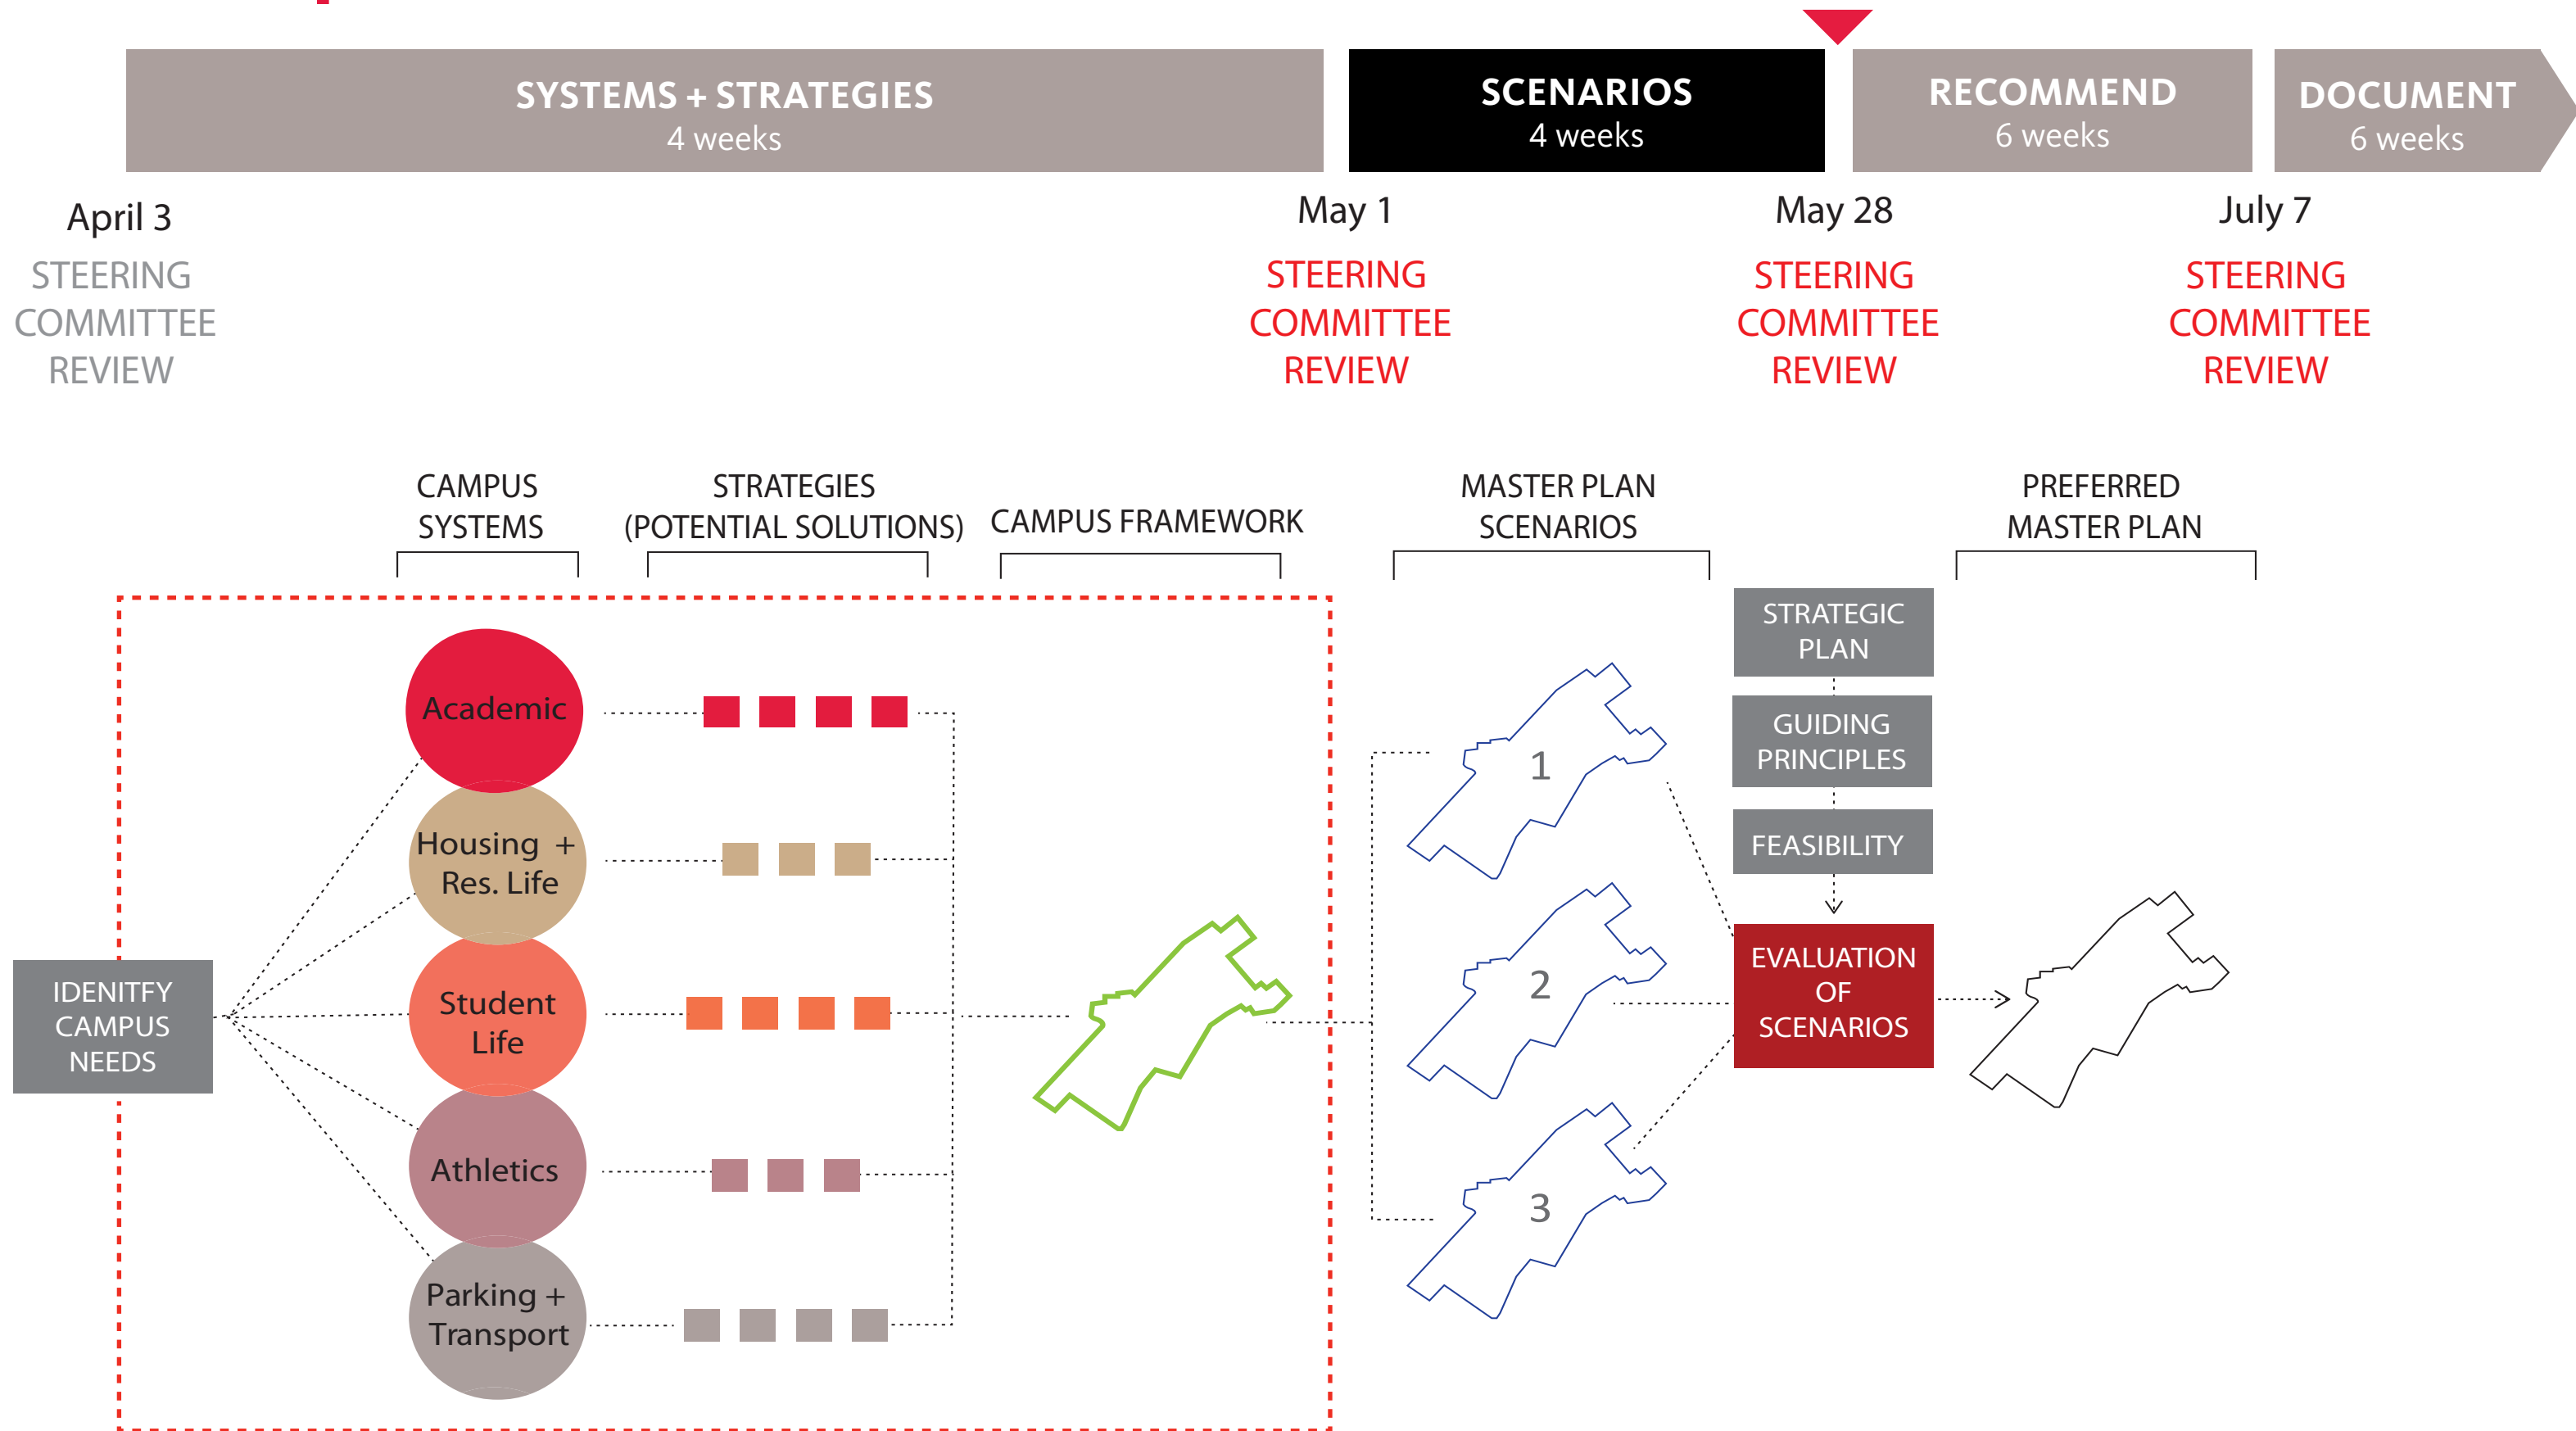 SYSTEMS + STRATEGIES
4 weeks
SCENARIOS
4 weeks
RECOMMEND
6 weeks
DOCUMENT
6 weeks
April 3
STEERING
COMMITTEE
REVIEW
May 1
STEERING
COMMITTEE
REVIEW
May 28
STEERING
COMMITTEE
REVIEW
July 7
STEERING
COMMITTEE
REVIEW
CAMPUS
SYSTEMS
STRATEGIES
(POTENTIAL SOLUTIONS)
CAMPUS FRAMEWORK
MASTER PLAN
SCENARIOS
PREFERRED
MASTER PLAN
IDENITFY
CAMPUS
NEEDS
Academic
Housing +
Res. Life
Student
Life
Athletics
Parking +
Transport
1
2
3
STRATEGIC
PLAN
GUIDING
PRINCIPLES
FEASIBILITY
EVALUATION
OF
SCENARIOS